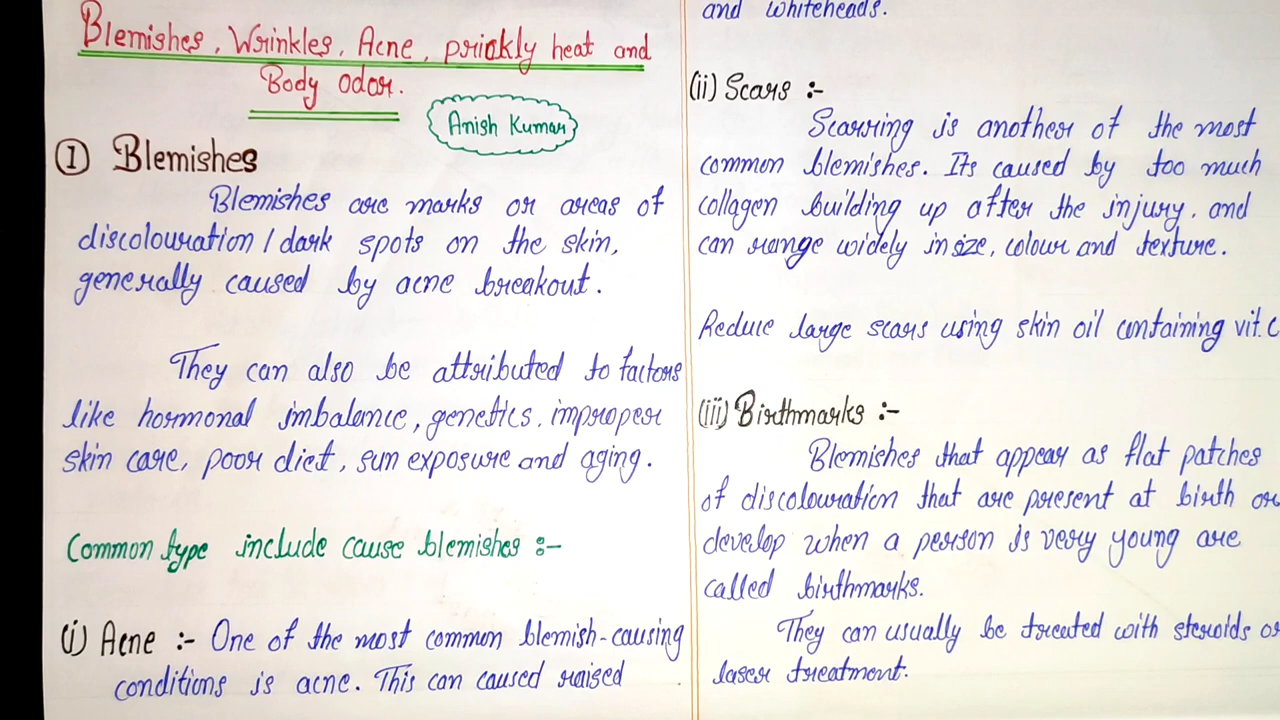 Blemishes, Wrinkles, Acne, prickly heat and
Body odor.
Anish Kumar
① Blemishes
Blemishes are marks or areas of
discolouration / dark spots on the skin,
generally caused by acne breakout.
They can also be attributed to factors
like hormonal imbalance, genetics, improper
skin care, poor diet, sun exposure and aging.
Common type include cause blemishes :-
(i) Acne :- One of the most common blemish-causing
conditions is acne. This can caused raised
and whiteheads.
(ii) Scars :-
Scarring is another of the most
common blemishes. Its caused by too much
collagen building up after the injury, and
can range widely in size, colour and texture.
Reduce large scars using skin oil containing vit. C
(iii) Birthmarks :-
Blemishes that appear as flat patches
of discolouration that are present at birth or
develop when a person is very young are
called birthmarks.
They can usually be treated with steroids or
laser treatment.